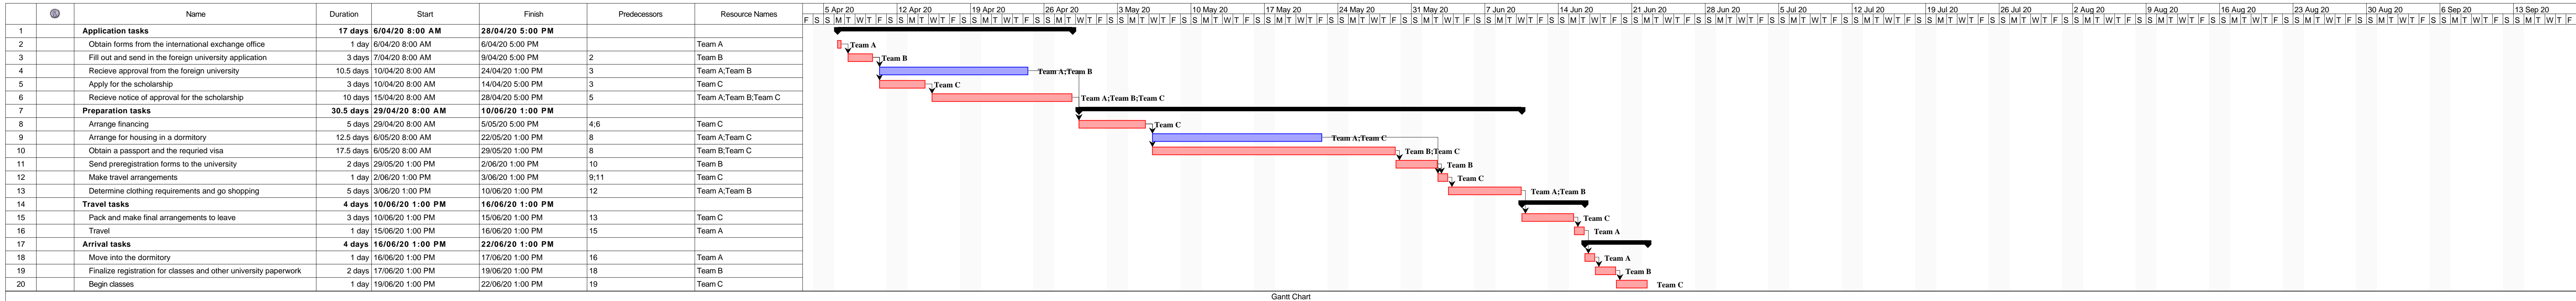 Name Duration Start Finish Predecessors Resource Names
5 Apr 20 12 Apr 20 19 Apr 20 26 Apr 20 3 May 20 10 May 20 17 May 20 24 May 20 31 May 20 7 Jun 20 14 Jun 20 21 Jun 20 28 Jun 20 5 Jul 20 12 Jul 20 19 Jul 20 26 Jul 20 2 Aug 20 9 Aug 20 16 Aug 20 23 Aug 20 30 Aug 20 6 Sep 20 13 Sep 20
F S S M T W T F S S M T W T F S S M T W T F S S M T W T F S S M T W T F S S M T W T F S S M T W T F S S M T W T F S S M T W T F S S M T W T F S S M T W T F S S M T W T F S S M T W T F S S M T W T F S S M T W T F S S M T W T F S S M T W T F S S M T W T F S S M T W T F S S M T W T F S S M T W T F S S M T W T F S S M T W T F S S M T W T F S S M T W T F
1 Application tasks 17 days 6/04/20 8:00 AM 28/04/20 5:00 PM
2 Obtain forms from the international exchange office 1 day 6/04/20 8:00 AM 6/04/20 5:00 PM Team A Team A
3 Fill out and send in the foreign university application 3 days 7/04/20 8:00 AM 9/04/20 5:00 PM 2 Team B Team B
4 Recieve approval from the foreign university 10.5 days 10/04/20 8:00 AM 24/04/20 1:00 PM 3 Team A;Team B Team A;Team B
5 Apply for the scholarship 3 days 10/04/20 8:00 AM 14/04/20 5:00 PM 3 Team C Team C
6 Recieve notice of approval for the scholarship 10 days 15/04/20 8:00 AM 28/04/20 5:00 PM 5 Team A;Team B;Team C Team A;Team B;Team C
7 Preparation tasks 30.5 days 29/04/20 8:00 AM 10/06/20 1:00 PM
8 Arrange financing 5 days 29/04/20 8:00 AM 5/05/20 5:00 PM 4;6 Team C Team C
9 Arrange for housing in a dormitory 12.5 days 6/05/20 8:00 AM 22/05/20 1:00 PM 8 Team A;Team C Team A;Team C
10 Obtain a passport and the requried visa 17.5 days 6/05/20 8:00 AM 29/05/20 1:00 PM 8 Team B;Team C Team B;Team C
11 Send preregistration forms to the university 2 days 29/05/20 1:00 PM 2/06/20 1:00 PM 10 Team B Team B
12 Make travel arrangements 1 day 2/06/20 1:00 PM 3/06/20 1:00 PM 9;11 Team C Team C
13 Determine clothing requirements and go shopping 5 days 3/06/20 1:00 PM 10/06/20 1:00 PM 12 Team A;Team B Team A;Team B
14 Travel tasks 4 days 10/06/20 1:00 PM 16/06/20 1:00 PM
15 Pack and make final arrangements to leave 3 days 10/06/20 1:00 PM 15/06/20 1:00 PM 13 Team C Team C
16 Travel 1 day 15/06/20 1:00 PM 16/06/20 1:00 PM 15 Team A Team A
17 Arrival tasks 4 days 16/06/20 1:00 PM 22/06/20 1:00 PM
18 Move into the dormitory 1 day 16/06/20 1:00 PM 17/06/20 1:00 PM 16 Team A Team A
19 Finalize registration for classes and other university paperwork 2 days 17/06/20 1:00 PM 19/06/20 1:00 PM 18 Team B Team B
20 Begin classes 1 day 19/06/20 1:00 PM 22/06/20 1:00 PM 19 Team C Team C
Gantt Chart